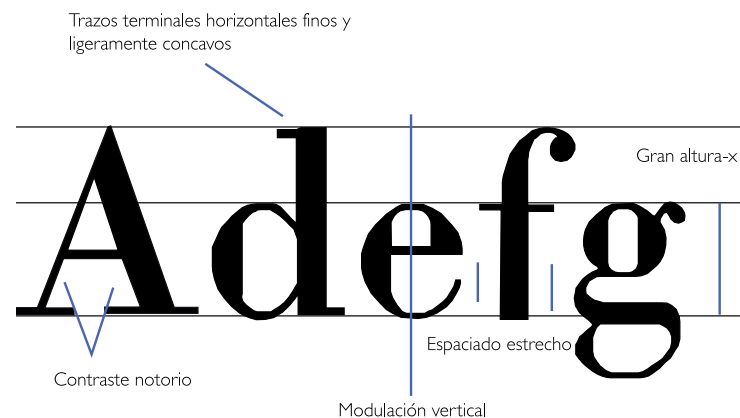 Trazos terminales horizontales finos y
ligeramente concavos
Gran altura-x
Adefg
Espaciado estrecho
Contraste notorio
Modulación vertical